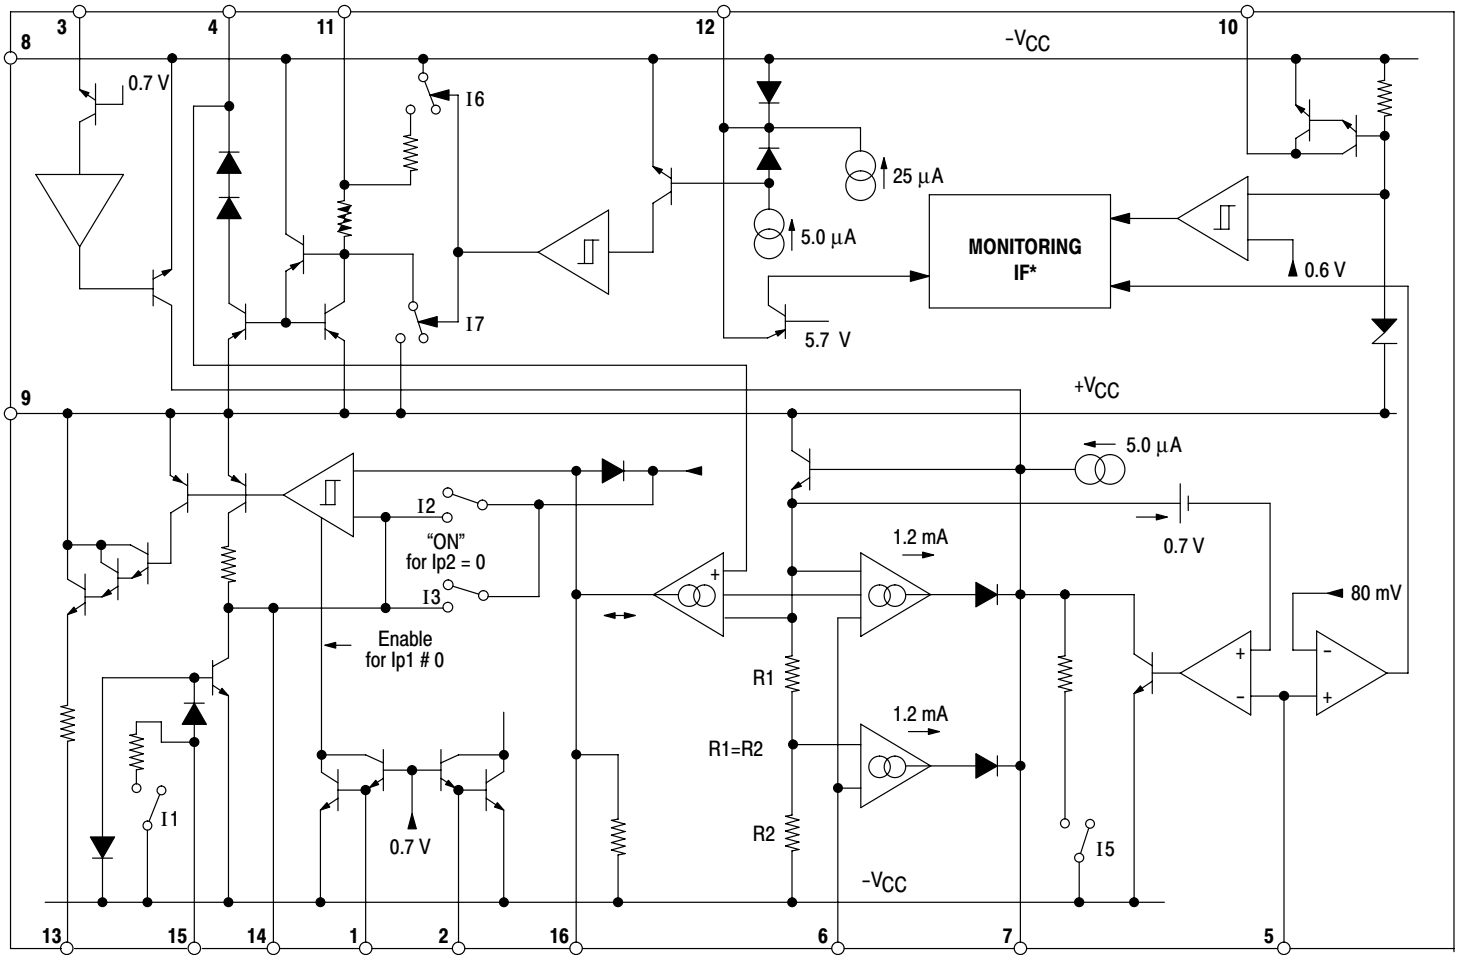 3
4
11
12
10
8
–VCC
0.7 V
I6
25 µA
5.0 µA
MONITORING
IF*
0.6 V
I7
5.7 V
+VCC
9
5.0 µA
I2
“ON”
for Ip2 = 0
1.2 mA
0.7 V
+
I3
80 mV
Enable
for Ip1 # 0
+
–
–
+
R1
1.2 mA
R1=R2
I1
0.7 V
R2
I5
–VCC
13
15
14
1
2
16
6
7
5